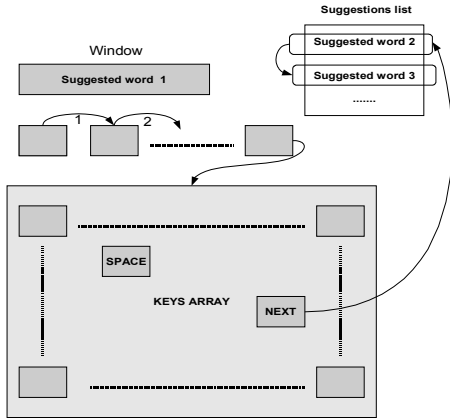 Suggestions list
Suggested word 2
Suggested word 3
.......
Window
Suggested word 1
1
2
SPACE
KEYS ARRAY
NEXT